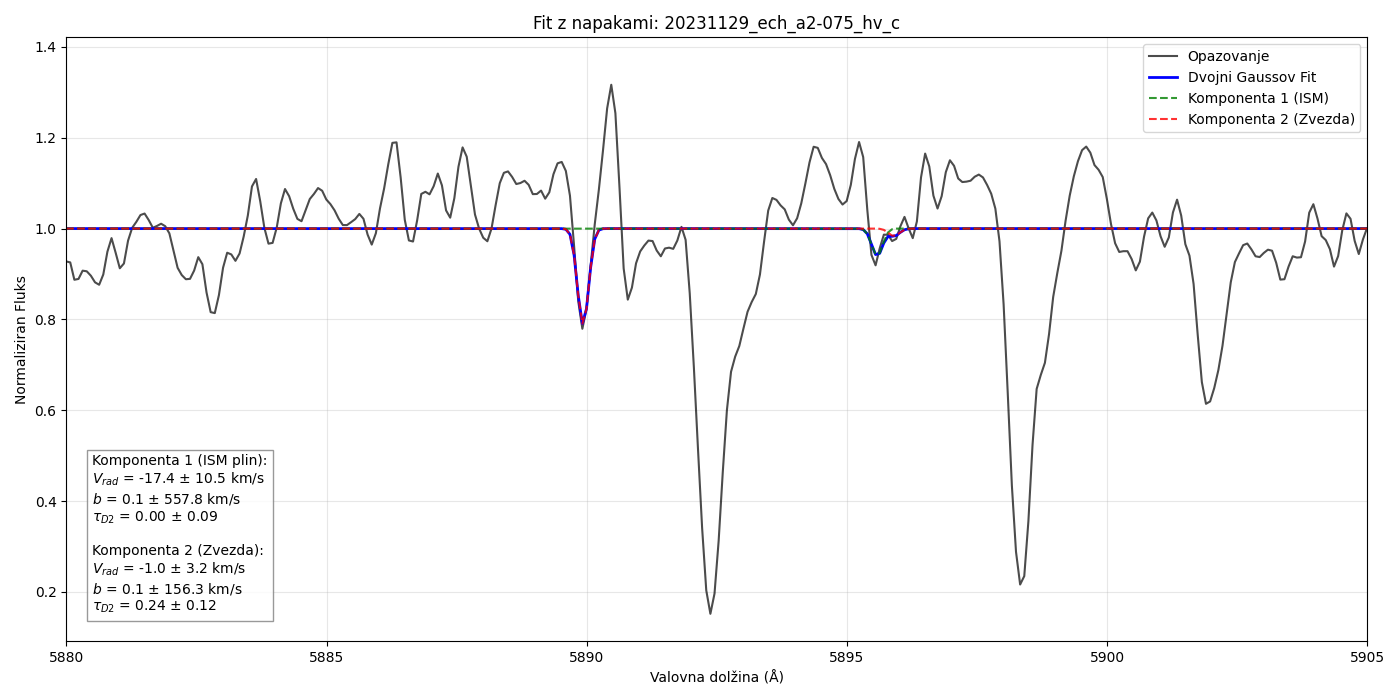 Fit z napakami: 20231129_ech_a2-075_hv_c
Normaliziran Fluks
1.4
1.2
1.0
0.8
0.6
0.4
0.2
Opazovanje
Dvojni Gaussov Fit
Komponenta 1 (ISM)
Komponenta 2 (Zvezda)
Komponenta 1 (ISM plin):
V_rad = -17.4 ± 10.5 km/s
b = 0.1 ± 557.8 km/s
τ_D2 = 0.00 ± 0.09
Komponenta 2 (Zvezda):
V_rad = -1.0 ± 3.2 km/s
b = 0.1 ± 156.3 km/s
τ_D2 = 0.24 ± 0.12
5880 5885 5890 5895 5900 5905
Valovna dolžina (Å)